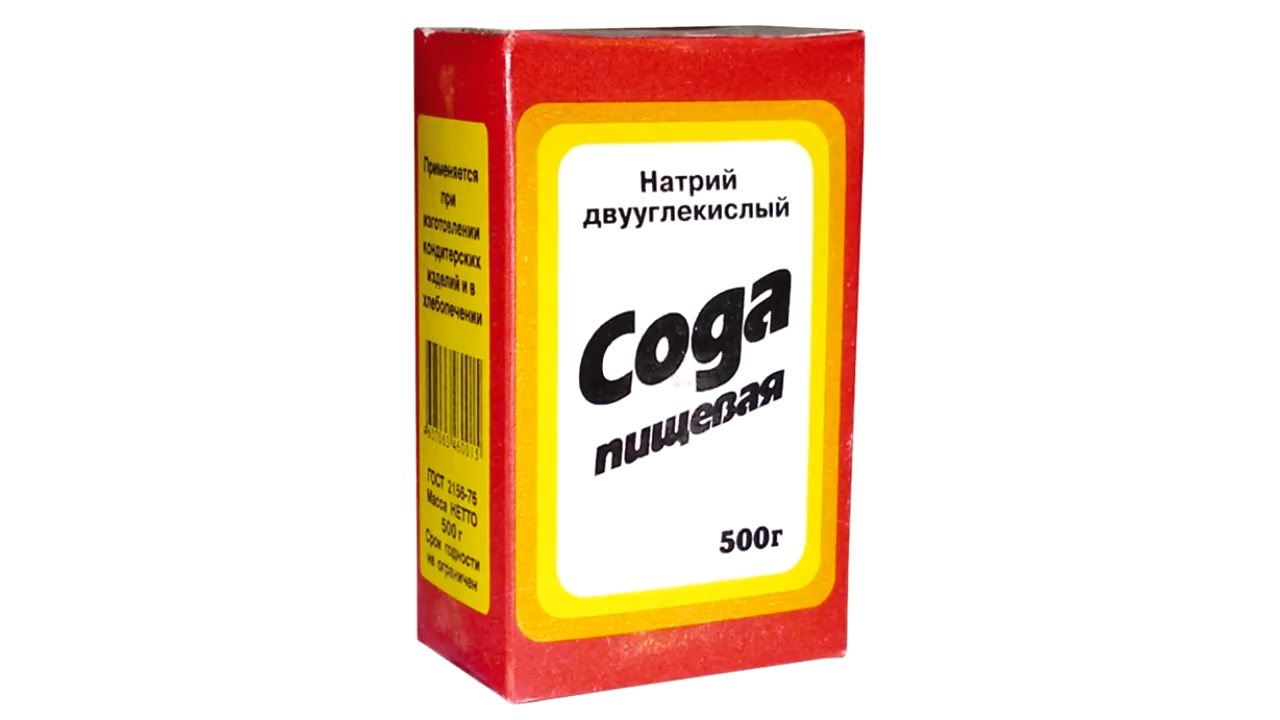 Применяется
при
изготовлении
кондитерских
изделий и в
хлебопечении
4607063460013
ГОСТ 2156-76
Масса НЕТТО
500 г
Срок годности
не ограничен
Натрий
двууглекислый
Сода
пищевая
500г